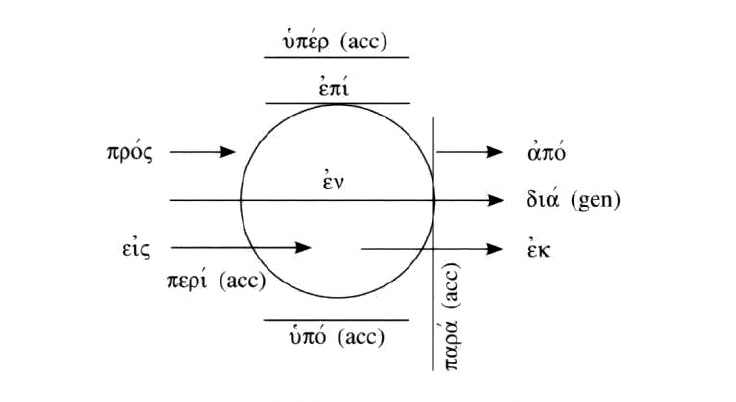 ὑπέρ (acc)
ἐπί
πρός
ἀπό
ἐν
διά (gen)
εἰς
ἐκ
περί (acc)
ὑπό (acc)
παρά (acc)